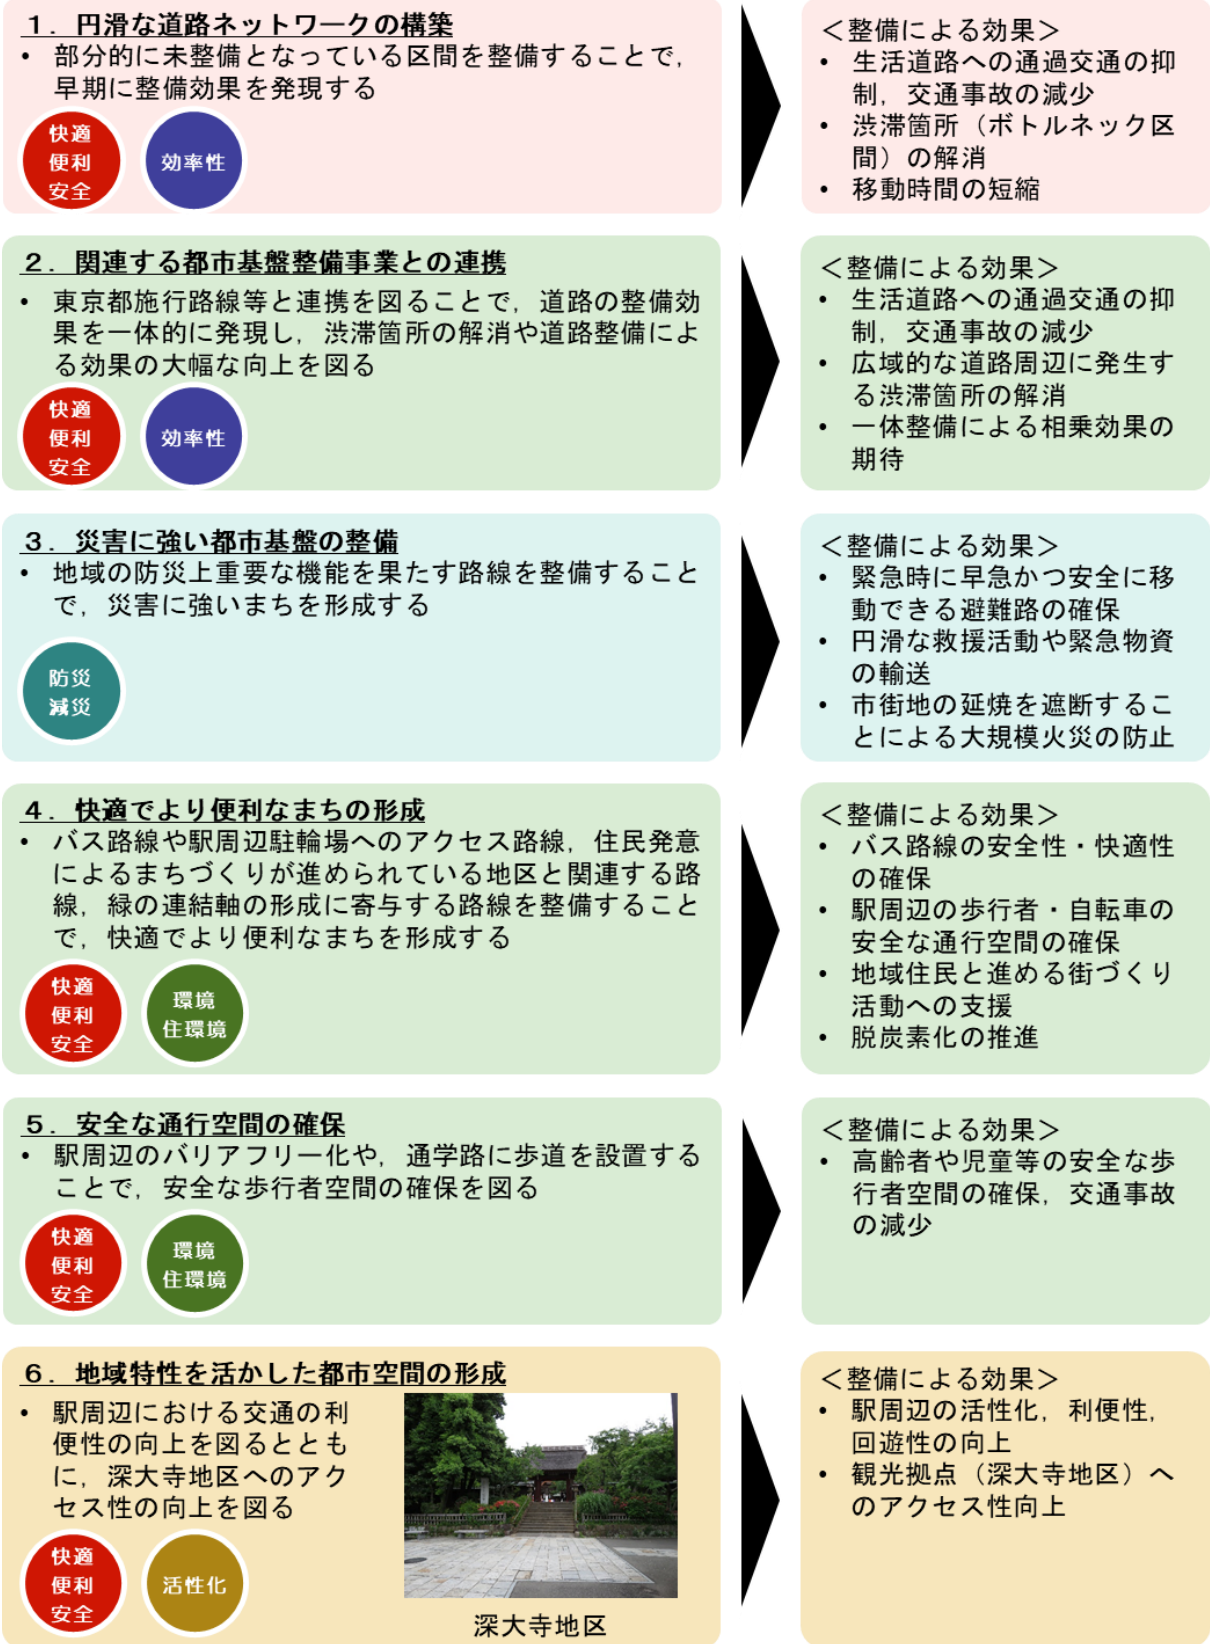 １．円滑な道路ネットワークの構築
• 部分的に未整備となっている区間を整備することで，
早期に整備効果を発現する
快適
便利
安全
効率性
＜整備による効果＞
• 生活道路への通過交通の抑
制，交通事故の減少
• 渋滞箇所（ボトルネック区
間）の解消
• 移動時間の短縮
２．関連する都市基盤整備事業との連携
• 東京都施行路線等と連携を図ることで，道路の整備効
果を一体的に発現し，渋滞箇所の解消や道路整備によ
る効果の大幅な向上を図る
快適
便利
安全
効率性
＜整備による効果＞
• 生活道路への通過交通の抑
制，交通事故の減少
• 広域的な道路周辺に発生す
る渋滞箇所の解消
• 一体整備による相乗効果の
期待
３．災害に強い都市基盤の整備
• 地域の防災上重要な機能を果たす路線を整備すること
で，災害に強いまちを形成する
防災
減災
＜整備による効果＞
• 緊急時に早急かつ安全に移
動できる避難路の確保
• 円滑な救援活動や緊急物資
の輸送
• 市街地の延焼を遮断するこ
とによる大規模火災の防止
４．快適でより便利なまちの形成
• バス路線や駅周辺駐輪場へのアクセス路線，住民発意
によるまちづくりが進められている地区と関連する路
線，緑の連結軸の形成に寄与する路線を整備すること
で，快適でより便利なまちを形成する
快適
便利
安全
環境
住環境
＜整備による効果＞
• バス路線の安全性・快適性
の確保
• 駅周辺の歩行者・自転車の
安全な通行空間の確保
• 地域住民と進める街づくり
活動への支援
• 脱炭素化の推進
５．安全な通行空間の確保
• 駅周辺のバリアフリー化や，通学路に歩道を設置する
ことで，安全な歩行者空間の確保を図る
快適
便利
安全
環境
住環境
＜整備による効果＞
• 高齢者や児童等の安全な歩
行者空間の確保，交通事故
の減少
６．地域特性を活かした都市空間の形成
• 駅周辺における交通の利
便性の向上を図るととも
に，深大寺地区へのアク
セス性の向上を図る
快適
便利
安全
活性化
深大寺地区
＜整備による効果＞
• 駅周辺の活性化，利便性，
回遊性の向上
• 観光拠点（深大寺地区）へ
のアクセス性向上